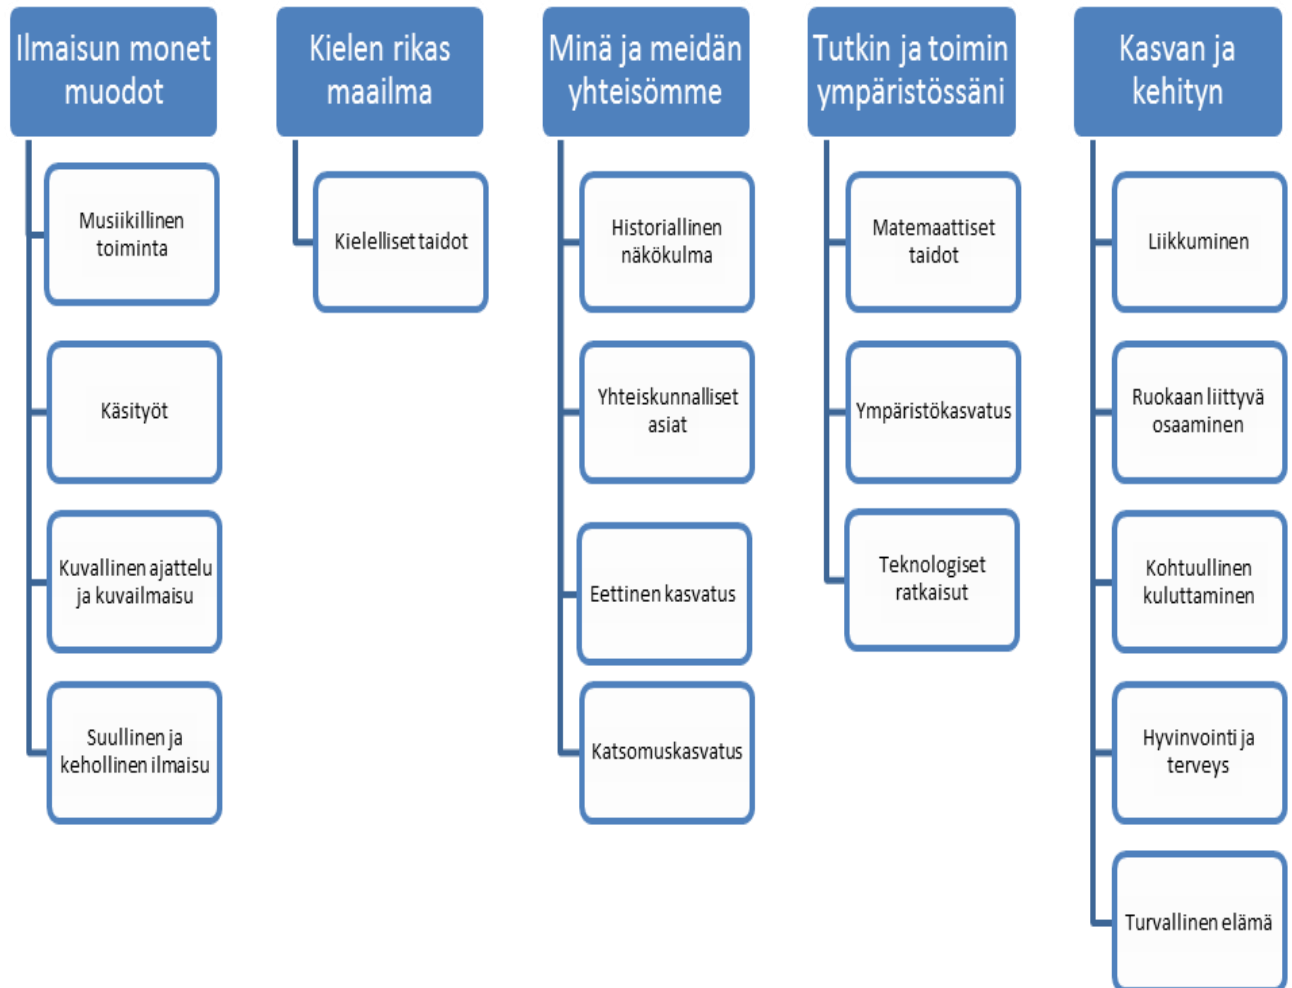 Ilmaisun monet
muodot
Musiikillinen
toiminta
Käsityöt
Kuvallinen ajattelu
ja kuvailmaisu
Suullinen ja
kehollinen ilmaisu
Kielen rikas
maailma
Kielelliset taidot
Minä ja meidän
yhteisömme
Historiallinen
näkökulma
Yhteiskunnalliset
asiat
Eettinen kasvatus
Katsomuskasvatus
Tutkin ja toimin
ympäristössäni
Matemaattiset
taidot
Ympäristökasvatus
Teknologiset
ratkaisut
Kasvan ja
kehityn
Liikkuminen
Ruokaan liittyvä
osaaminen
Kohtuullinen
kuluttaminen
Hyvinvointi ja
terveys
Turvallinen elämä